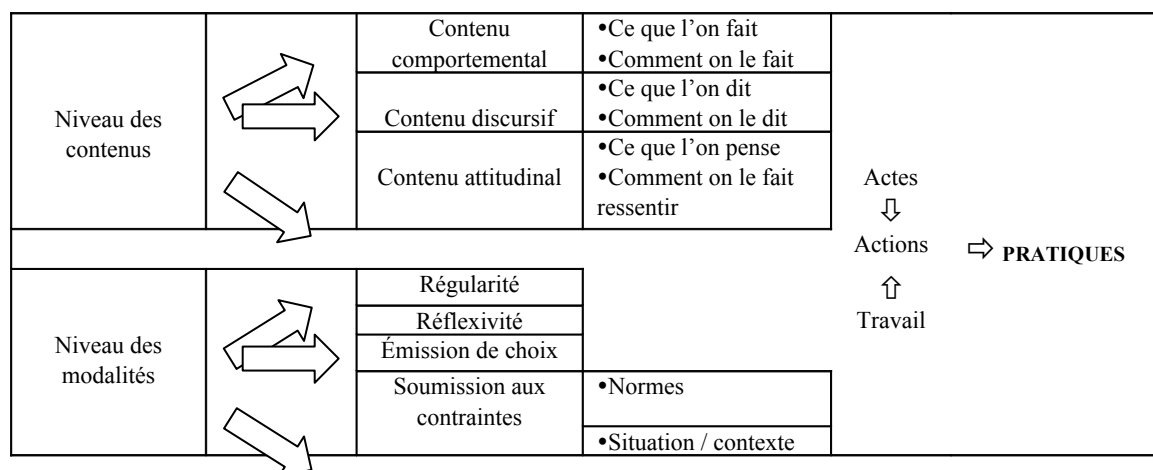 Niveau des
contenus
Contenu
comportemental
•Ce que l’on fait
•Comment on le fait
Contenu discursif
•Ce que l’on dit
•Comment on le dit
Contenu attitudinal
•Ce que l’on pense
•Comment on le fait
ressentir
Niveau des
modalités
Régularité
Réflexivité
Émission de choix
Soumission aux
contraintes
•Normes
•Situation / contexte
Actes
⇩
Actions
⇧
Travail
⇨ PRATIQUES